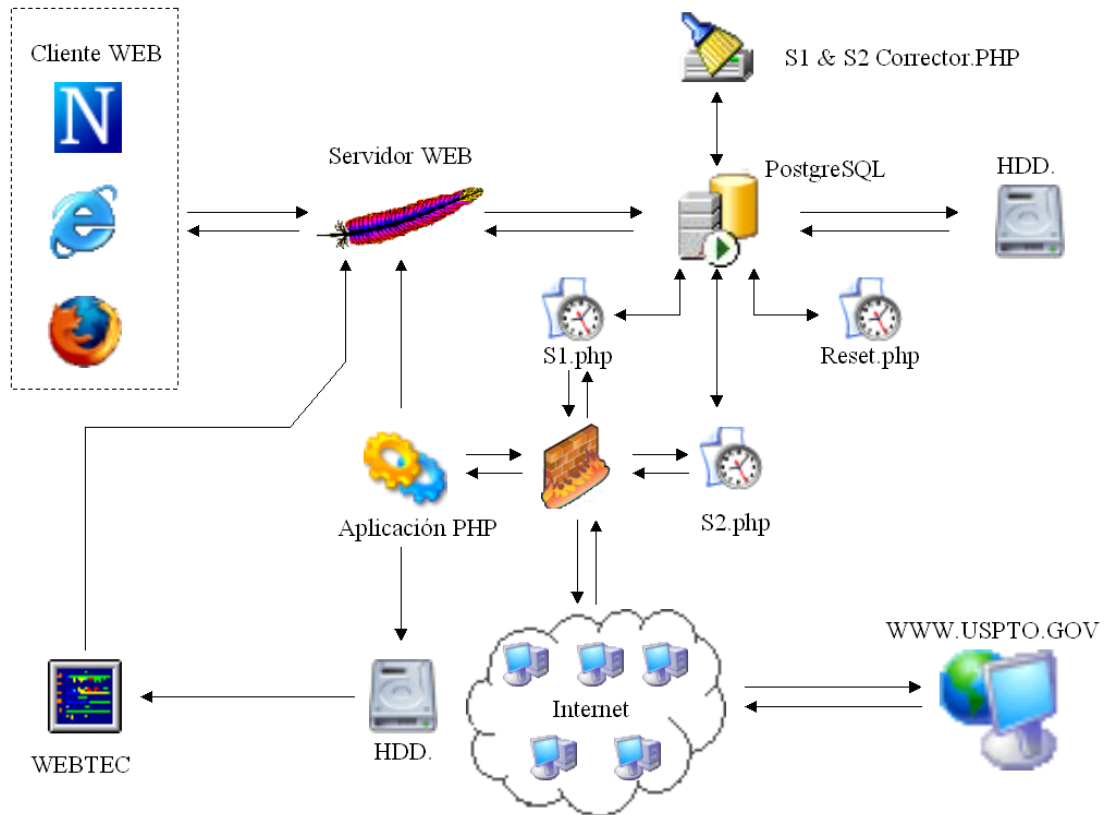 Cliente WEB
N
S1 & S2 Corrector.PHP
Servidor WEB
PostgreSQL
HDD.
S1.php
Reset.php
Aplicación PHP
S2.php
WWW.USPTO.GOV
Internet
WEBTEC
HDD.